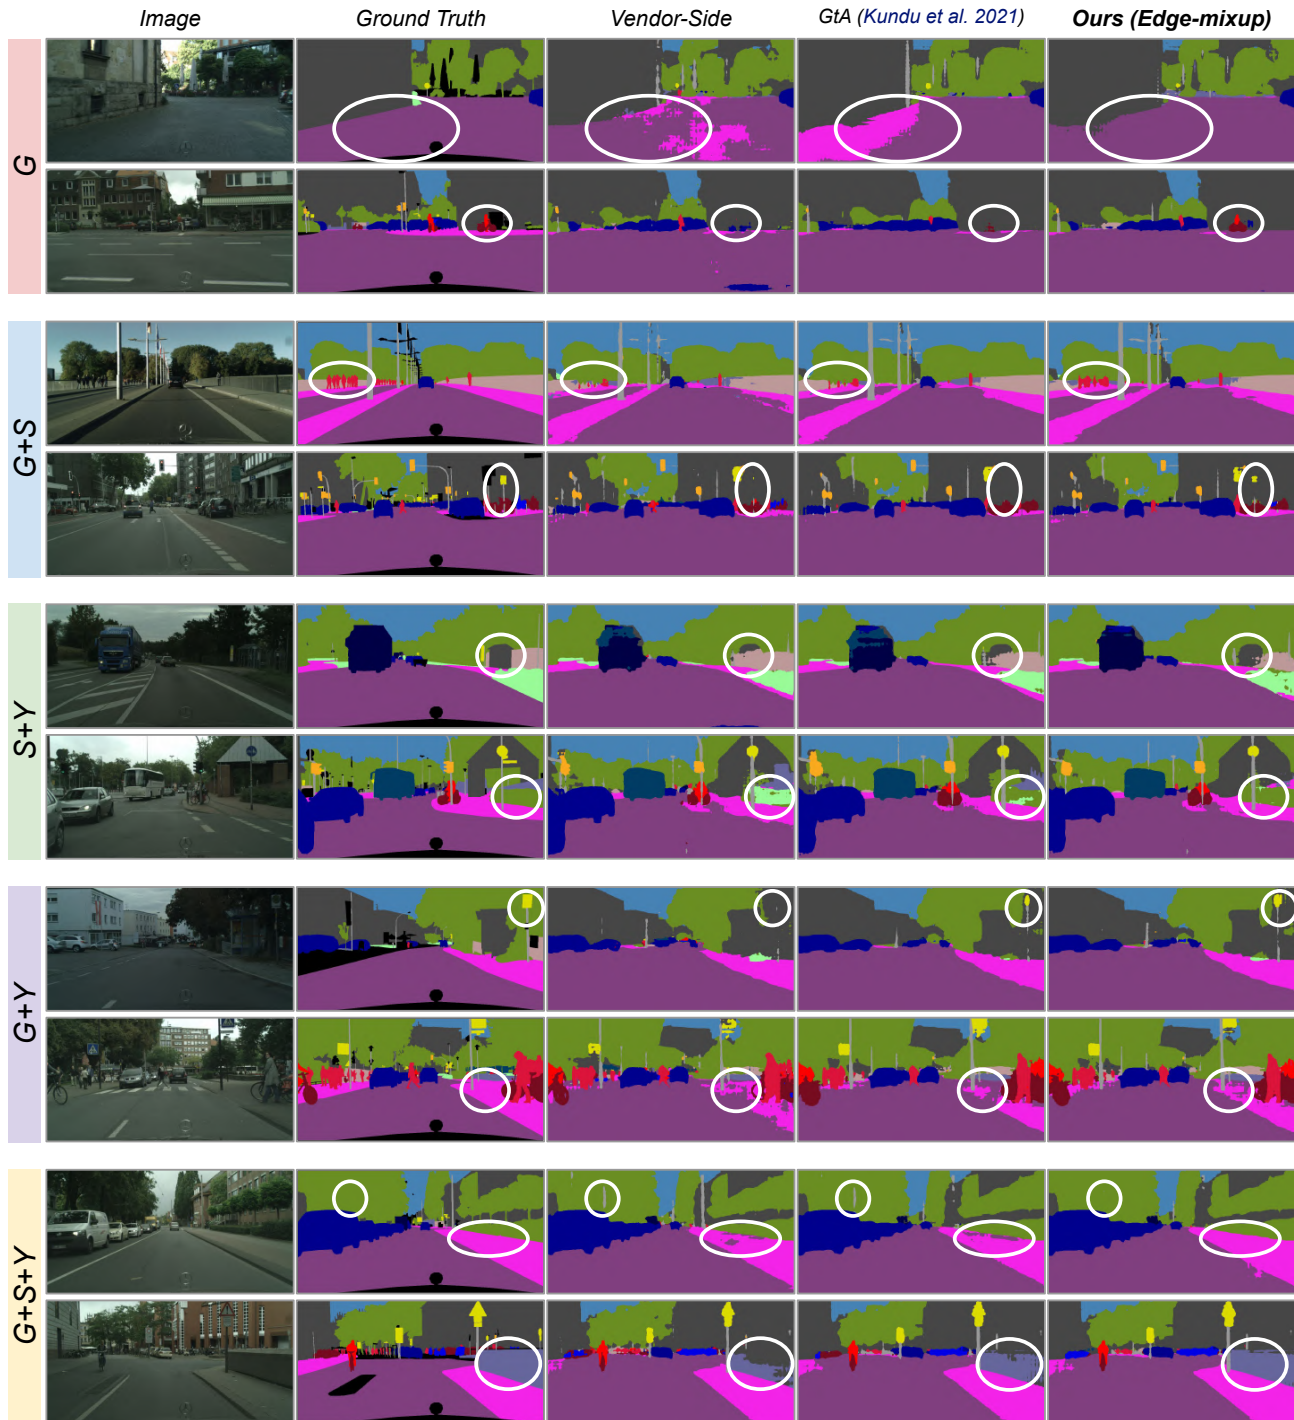 Image Ground Truth Vendor-Side GtA (Kundu et al. 2021) Ours (Edge-mixup)
G
G+S
S+Y
G+Y
G+S+Y